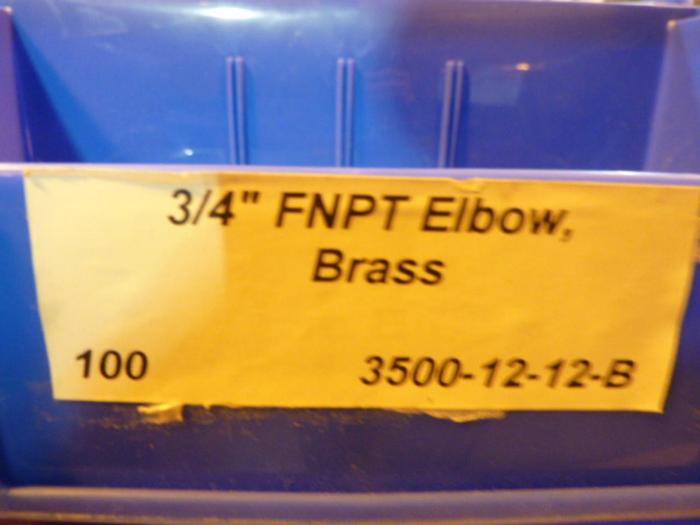 3/4" FNPT Elbow,
Brass
100 3500-12-12-B